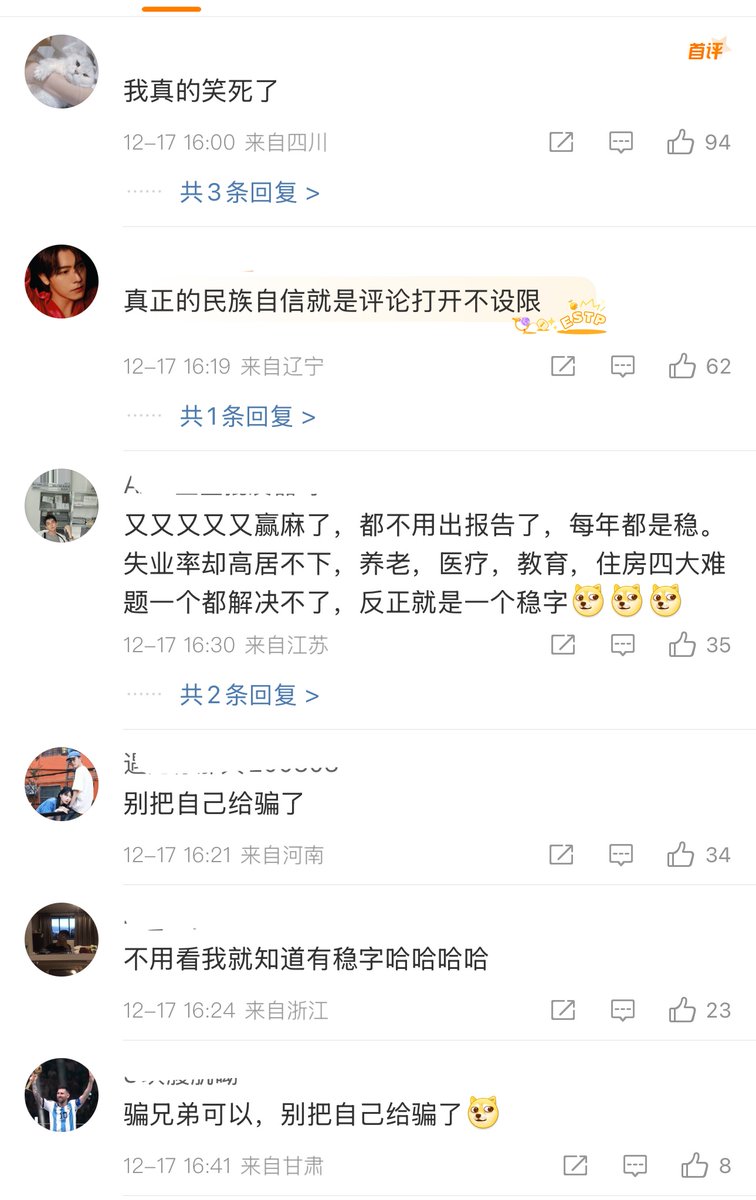 首评
我真的笑死了
12-17 16:00 来自四川
94
共3条回复 >
真正的民族自信就是评论打开不设限
ESTP
12-17 16:19 来自辽宁
62
共1条回复 >
又又又又又赢麻了，都不用出报告了，每年都是稳。
失业率却高居不下，养老，医疗，教育，住房四大难
题一个都解决不了，反正就是一个稳字
12-17 16:30 来自江苏
35
共2条回复 >
别把自己给骗了
12-17 16:21 来自河南
34
不用看我就知道有稳字哈哈哈哈
12-17 16:24 来自浙江
23
骗兄弟可以，别把自己给骗了
12-17 16:41 来自甘肃
8